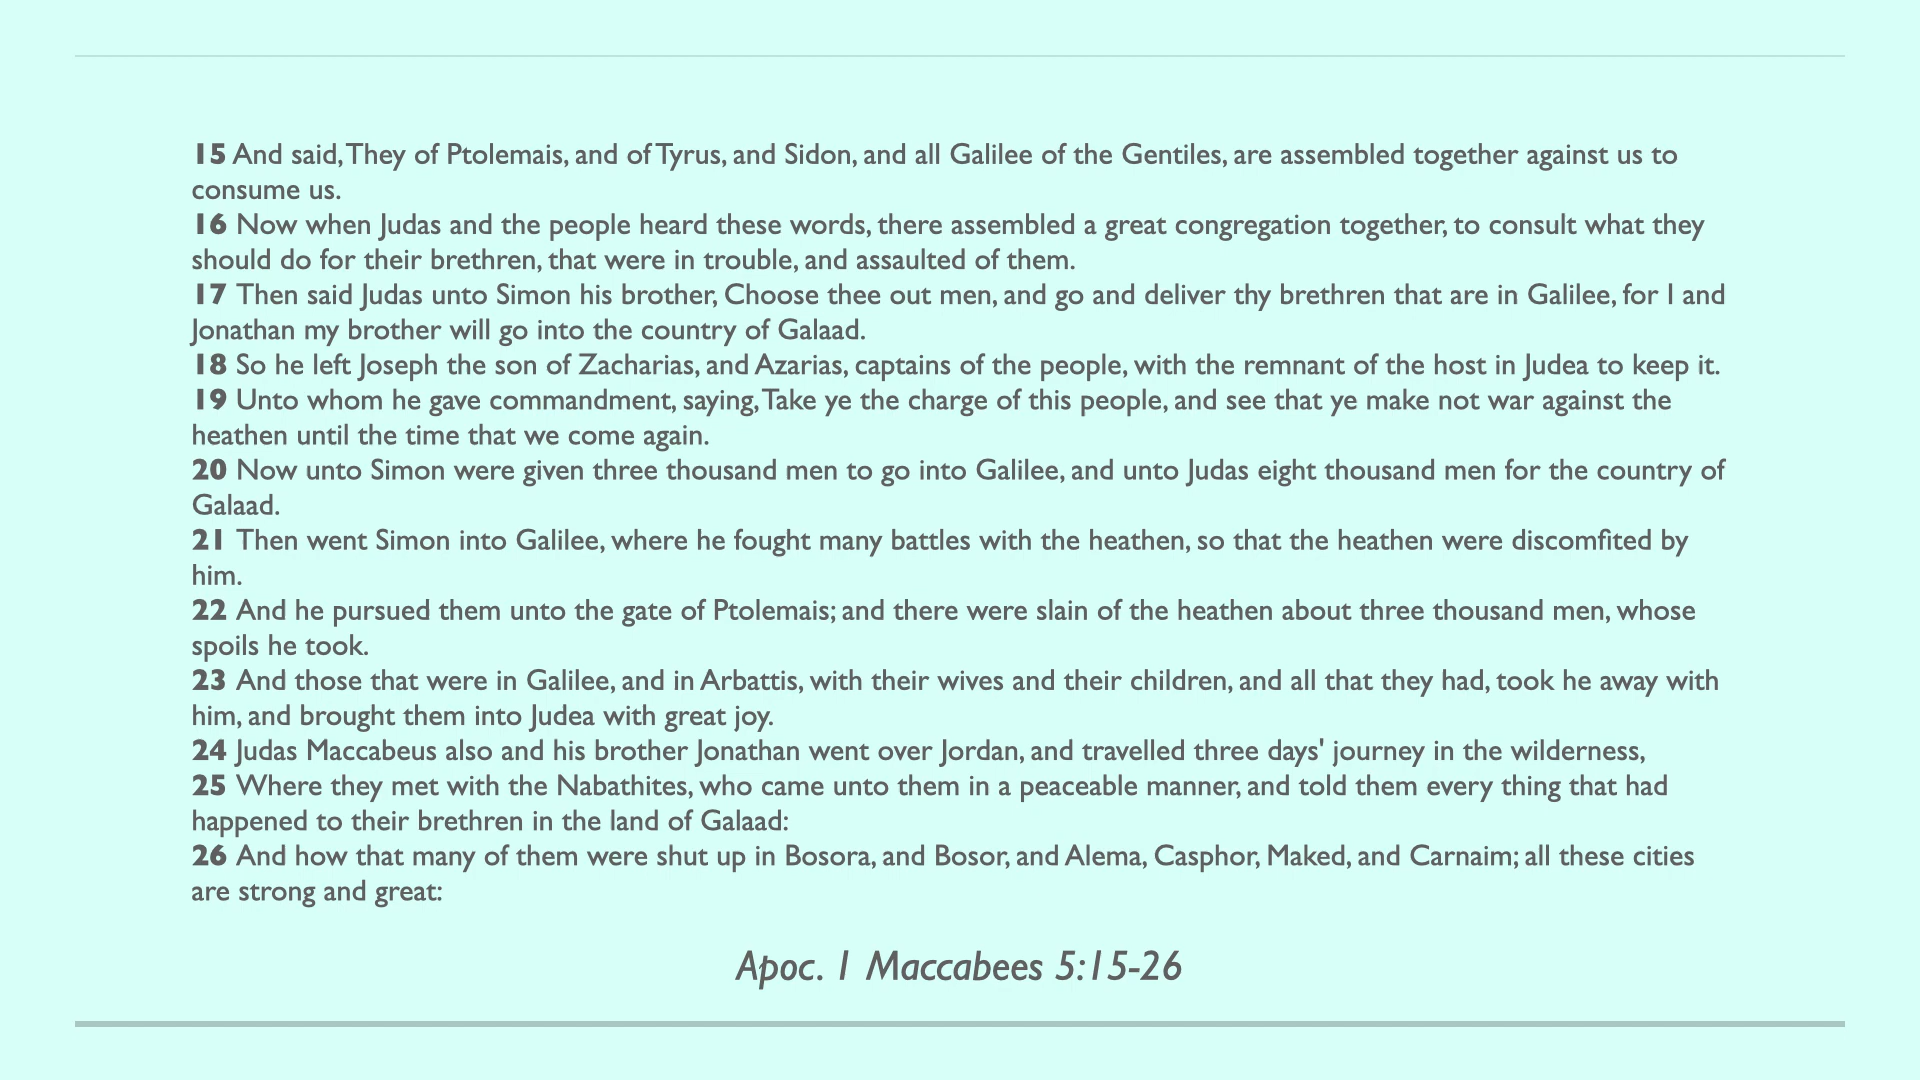 15 And said, They of Ptolemais, and of Tyrus, and Sidon, and all Galilee of the Gentiles, are assembled together against us to
consume us.
16 Now when Judas and the people heard these words, there assembled a great congregation together, to consult what they
should do for their brethren, that were in trouble, and assaulted of them.
17 Then said Judas unto Simon his brother, Choose thee out men, and go and deliver thy brethren that are in Galilee, for I and
Jonathan my brother will go into the country of Galaad.
18 So he left Joseph the son of Zacharias, and Azarias, captains of the people, with the remnant of the host in Judea to keep it.
19 Unto whom he gave commandment, saying, Take ye the charge of this people, and see that ye make not war against the
heathen until the time that we come again.
20 Now unto Simon were given three thousand men to go into Galilee, and unto Judas eight thousand men for the country of
Galaad.
21 Then went Simon into Galilee, where he fought many battles with the heathen, so that the heathen were discomfited by
him.
22 And he pursued them unto the gate of Ptolemais; and there were slain of the heathen about three thousand men, whose
spoils he took.
23 And those that were in Galilee, and in Arbattis, with their wives and their children, and all that they had, took he away with
him, and brought them into Judea with great joy.
24 Judas Maccabeus also and his brother Jonathan went over Jordan, and travelled three days' journey in the wilderness,
25 Where they met with the Nabathites, who came unto them in a peaceable manner, and told them every thing that had
happened to their brethren in the land of Galaad:
26 And how that many of them were shut up in Bosora, and Bosor, and Alema, Casphor, Maked, and Carnaim; all these cities
are strong and great:
Apoc. 1 Maccabees 5:15-26